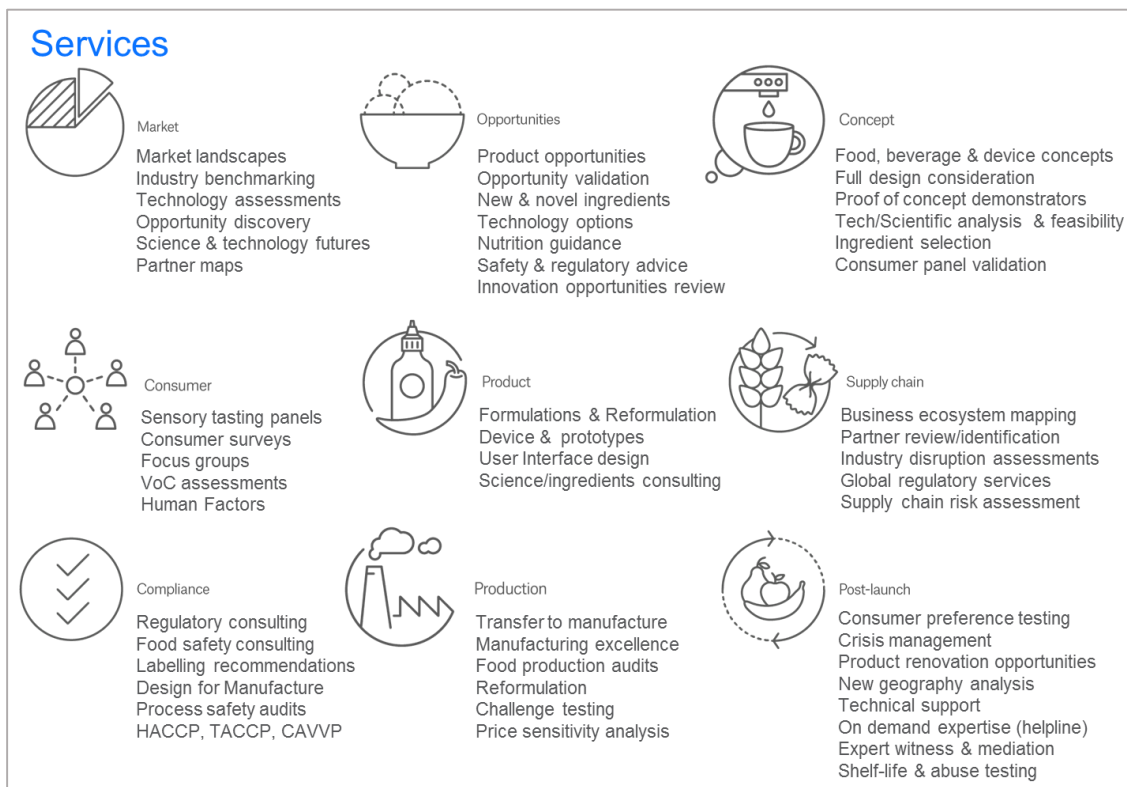 Services
Market
Market landscapes
Industry benchmarking
Technology assessments
Opportunity discovery
Science & technology futures
Partner maps
Opportunities
Product opportunities
Opportunity validation
New & novel ingredients
Technology options
Nutrition guidance
Safety & regulatory advice
Innovation opportunities review
Concept
Food, beverage & device concepts
Full design consideration
Proof of concept demonstrators
Tech/Scientific analysis & feasibility
Ingredient selection
Consumer panel validation
Consumer
Sensory tasting panels
Consumer surveys
Focus groups
VoC assessments
Human Factors
Product
Formulations & Reformulation
Device & prototypes
User Interface design
Science/ingredients consulting
Supply chain
Business ecosystem mapping
Partner review/identification
Industry disruption assessments
Global regulatory services
Supply chain risk assessment
Compliance
Regulatory consulting
Food safety consulting
Labelling recommendations
Design for Manufacture
Process safety audits
HACCP, TACCP, CAVVP
Production
Transfer to manufacture
Manufacturing excellence
Food production audits
Reformulation
Challenge testing
Price sensitivity analysis
Post-launch
Consumer preference testing
Crisis management
Product renovation opportunities
New geography analysis
Technical support
On demand expertise (helpline)
Expert witness & mediation
Shelf-life & abuse testing